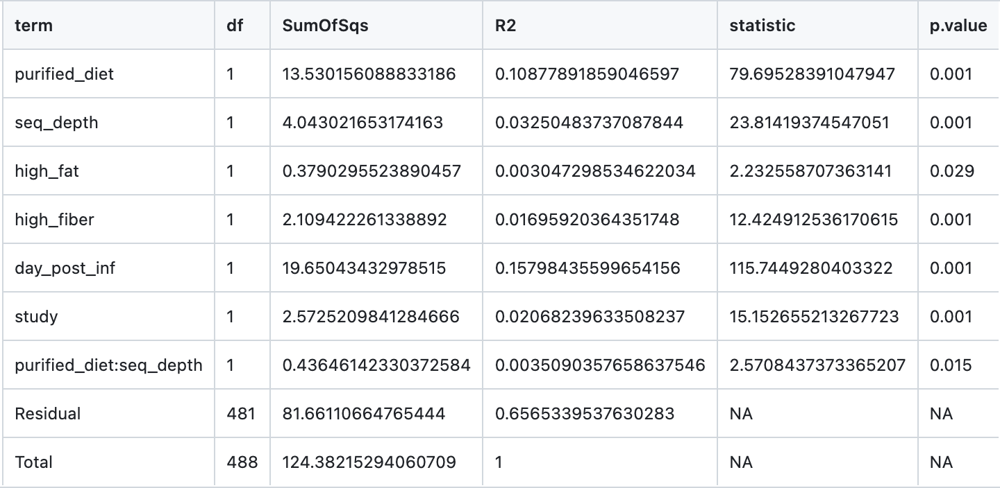 term df SumOfSqs R2 statistic p.value
purified_diet 1 13.530156088833186 0.10877891859046597 79.69528391047947 0.001
seq_depth 1 4.043021653174163 0.03250483737087844 23.81419374547051 0.001
high_fat 1 0.3790295523890457 0.003047298534622034 2.232558707363141 0.029
high_fiber 1 2.109422261338892 0.01695920364351748 12.424912536170615 0.001
day_post_inf 1 19.65043432978515 0.15798435599654156 115.7449280403322 0.001
study 1 2.5725209841284666 0.02068239633508237 15.152655213267723 0.001
purified_diet:seq_depth 1 0.43646142330372584 0.0035090357658637546 2.5708437373365207 0.015
Residual 481 81.66110664765444 0.6565339537630283 NA NA
Total 488 124.38215294060709 1 NA NA